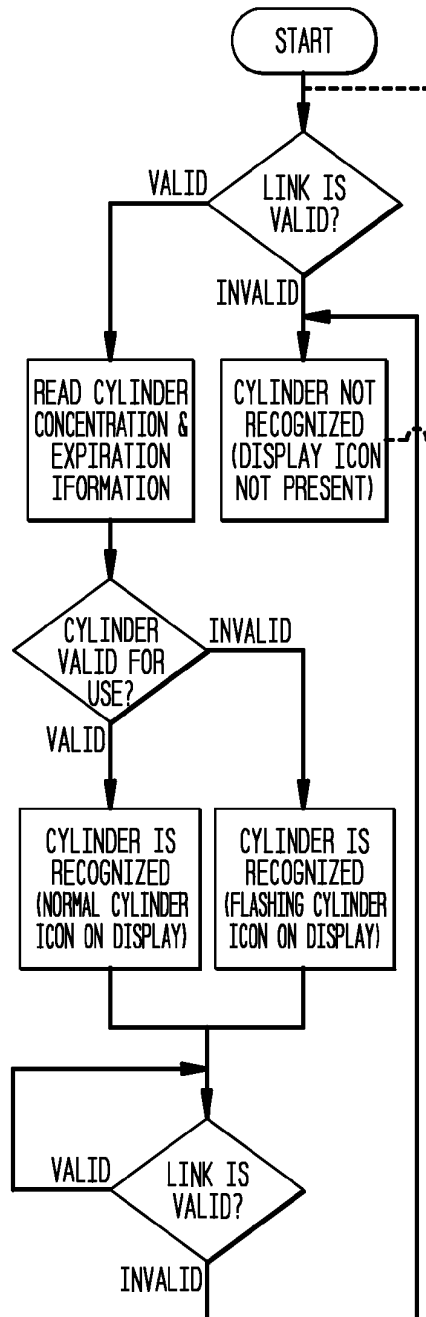 START
LINK IS
VALID?
VALID
INVALID
READ CYLINDER
CONCENTRATION &
EXPIRATION
IFORMATION
CYLINDER NOT
RECOGNIZED
(DISPLAY ICON
NOT PRESENT)
CYLINDER
VALID FOR
USE?
INVALID
VALID
CYLINDER IS
RECOGNIZED
(NORMAL CYLINDER
ICON ON DISPLAY)
CYLINDER IS
RECOGNIZED
(FLASHING CYLINDER
ICON ON DISPLAY)
LINK IS
VALID?
VALID
INVALID